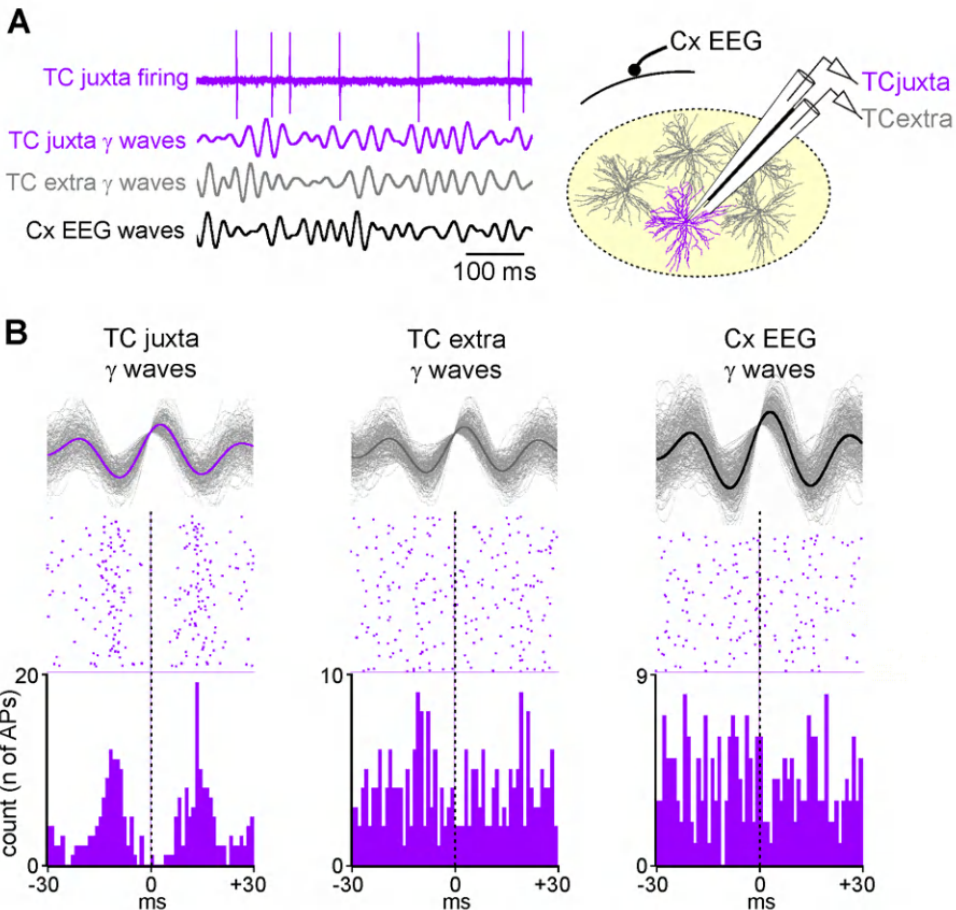 A
TC juxta firing
TC juxta γ waves
TC extra γ waves
Cx EEG waves
100 ms
Cx EEG
TCjuxta
TCextra
B
TC juxta
γ waves
TC extra
γ waves
Cx EEG
γ waves
count (n of APs)
20
0
-30
0
+30
ms
10
0
-30
0
+30
ms
9
0
-30
0
+30
ms